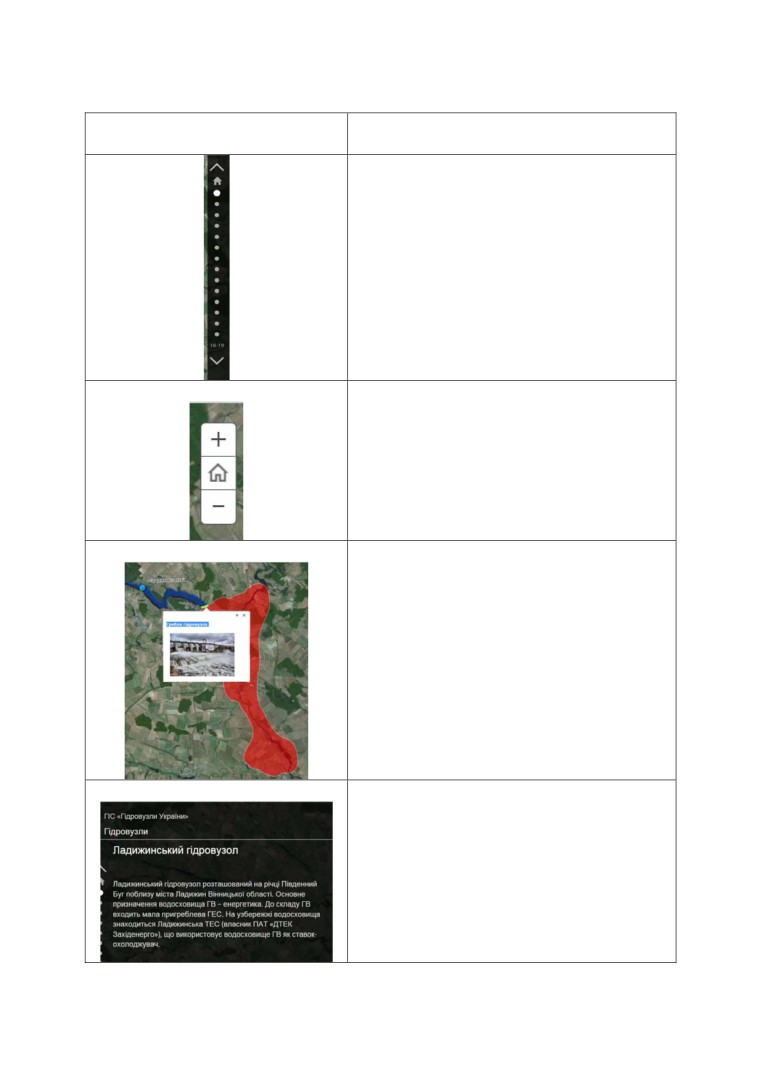 16-19
+
−
Гребля гідровузла
ГІС «Гідровузли України»
Гідровузли
Ладижинський гідровузол
Ладижинський гідровузол розташований на річці Південний
Буг поблизу міста Ладижин Вінницької області. Основне
призначення водосховища ГВ – енергетика. До складу ГВ
входить мала пригреблева ГЕС. На узбережжі водосховища
знаходиться Ладижинська ТЕС (власник ПАТ «ДТЕК
Західенерго»), що використовує водосховище ГВ як ставок-
охолоджувач.